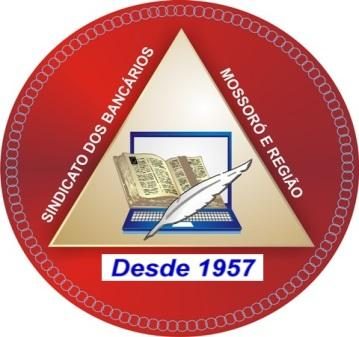 SINDICATO DOS BANCÁRIOS
MOSSORÓ E REGIÃO
Desde 1957